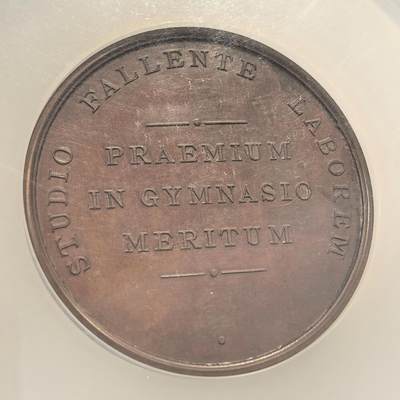 STUDIO FALLENTE LABOREM
PRAEMIUM
IN GYMNASIO
MERITUM